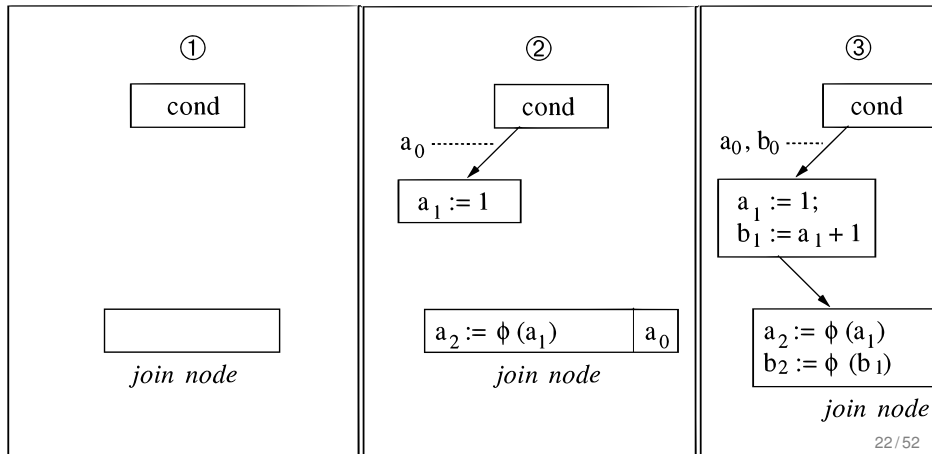 ①
cond
join node
②
cond
a₀
a₁ := 1
a₂ := ϕ (a₁) a₀
join node
③
cond
a₀, b₀
a₁ := 1;
b₁ := a₁ + 1
a₂ := ϕ (a₁)
b₂ := ϕ (b₁)
join node
22/52